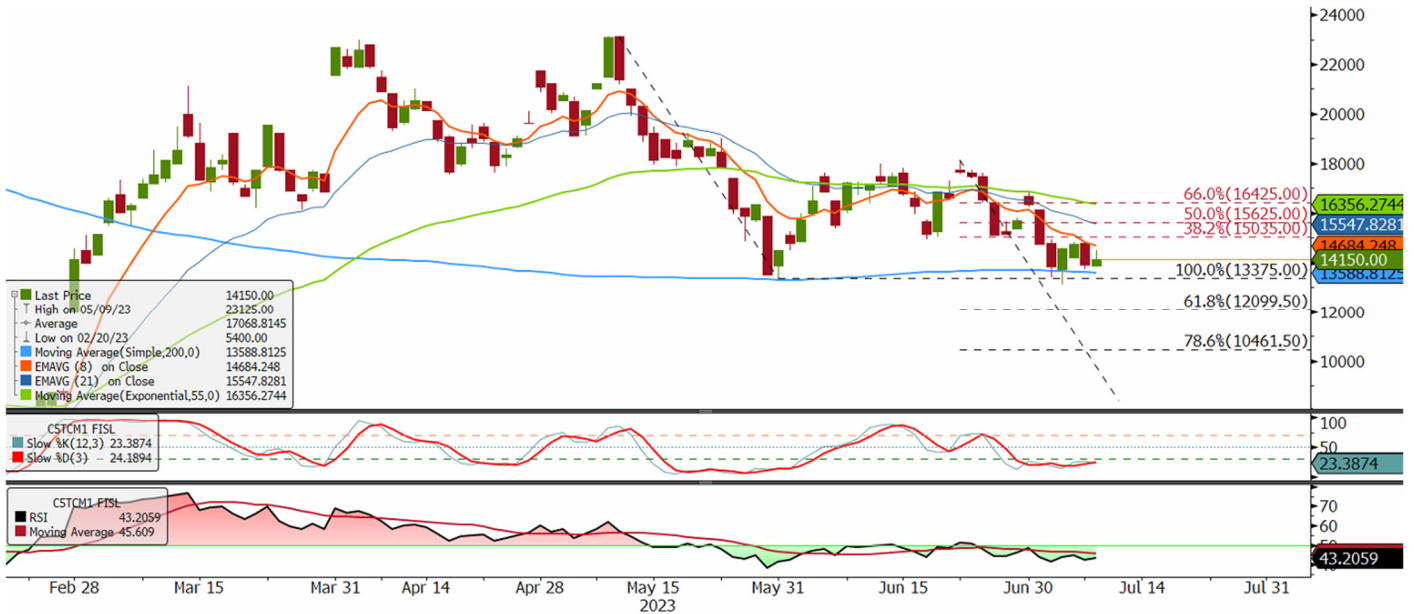 24000
22000
20000
18000
66.0%(16425.00)
16356.2744
50.0%(15625.00)
15547.8281
38.2%(15035.00)
14684.248
14150.00
100.0%(13375.00)
13588.8125
61.8%(12099.50)
12000
78.6%(10461.50)
10000
Last Price 14150.00
High on 05/09/23 23125.00
Average 17068.8145
Low on 02/20/23 5400.00
Moving Average(Simple,200,0) 13588.8125
EMAVG (8) on Close 14684.248
EMAVG (21) on Close 15547.8281
Moving Average(Exponential,55,0) 16356.2744
CSTCM1 FISL
Slow %K(12,3) 23.3874
Slow %D(3) 24.1894
100
50
23.3874
CSTCM1 FISL
RSI 43.2059
Moving Average 45.609
70
60
43.2059
Feb 28 Mar 15 Mar 31 Apr 14 Apr 28 May 15 May 31 Jun 15 Jun 30 Jul 14 Jul 31
2023